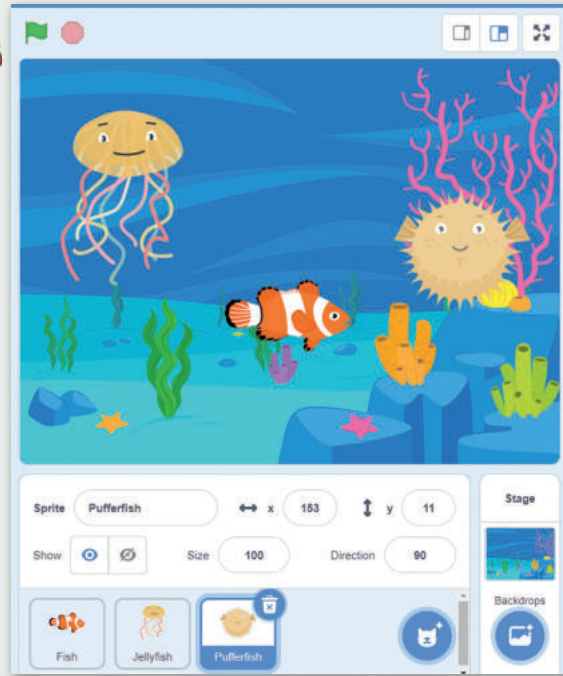 Sprite Pufferfish x 153 y 11
Show Size 100 Direction 90
Fish Jellyfish Pufferfish
Stage
Backdrops